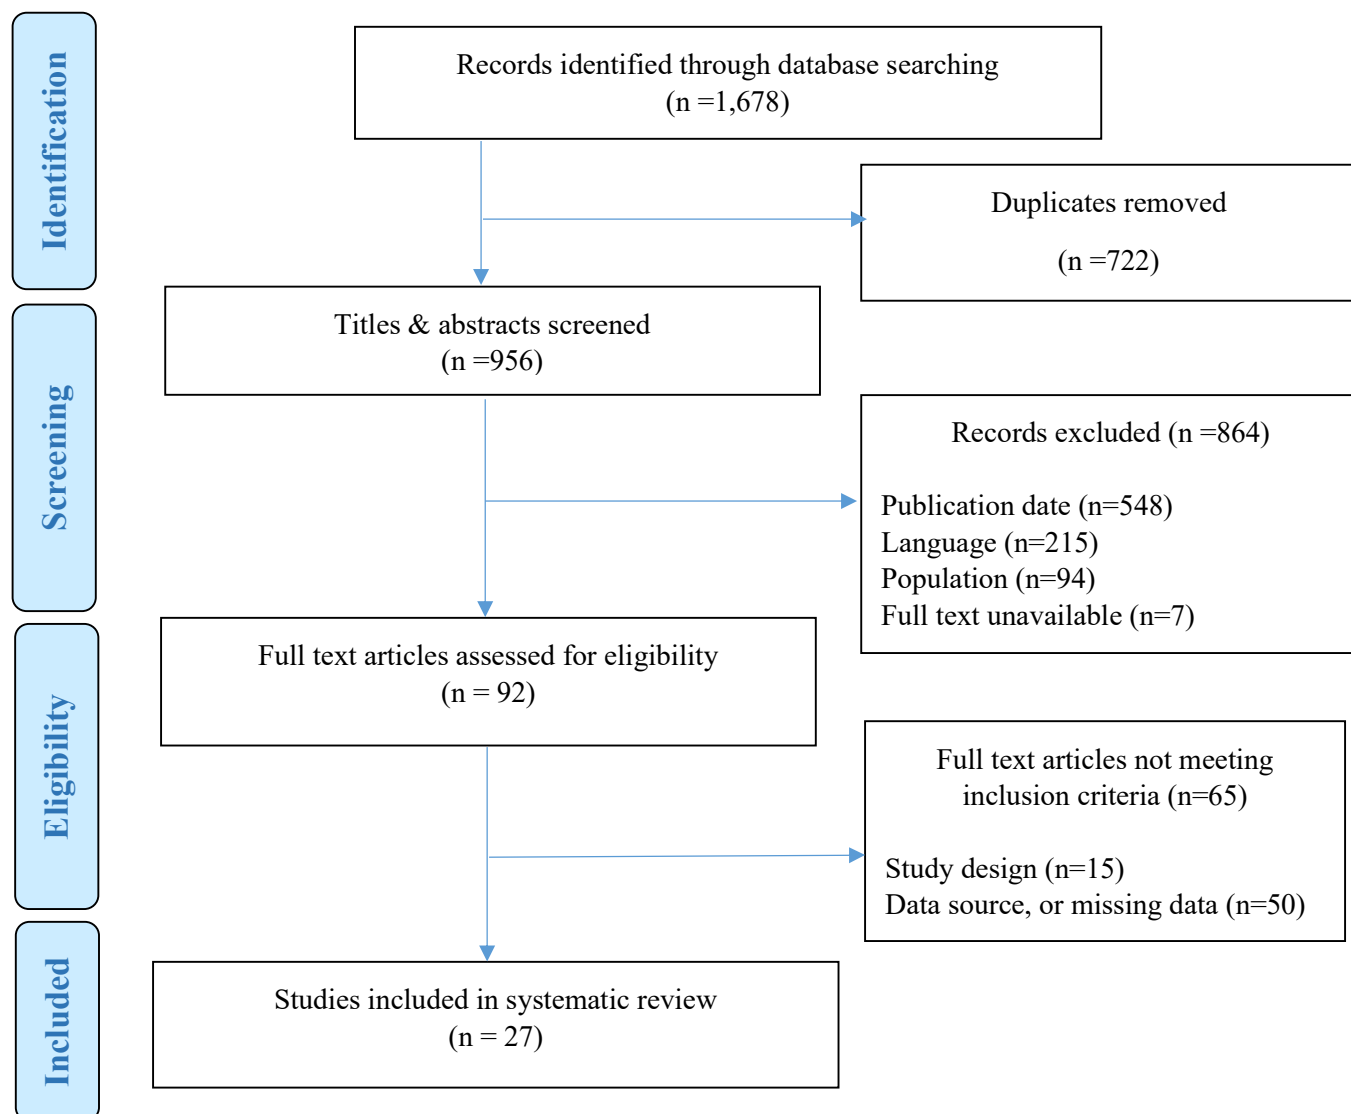 Identification
Records identified through database searching
(n =1,678)
Duplicates removed
(n =722)
Screening
Titles & abstracts screened
(n =956)
Records excluded (n =864)
Publication date (n=548)
Language (n=215)
Population (n=94)
Full text unavailable (n=7)
Eligibility
Full text articles assessed for eligibility
(n = 92)
Full text articles not meeting
inclusion criteria (n=65)
Study design (n=15)
Data source, or missing data (n=50)
Included
Studies included in systematic review
(n = 27)